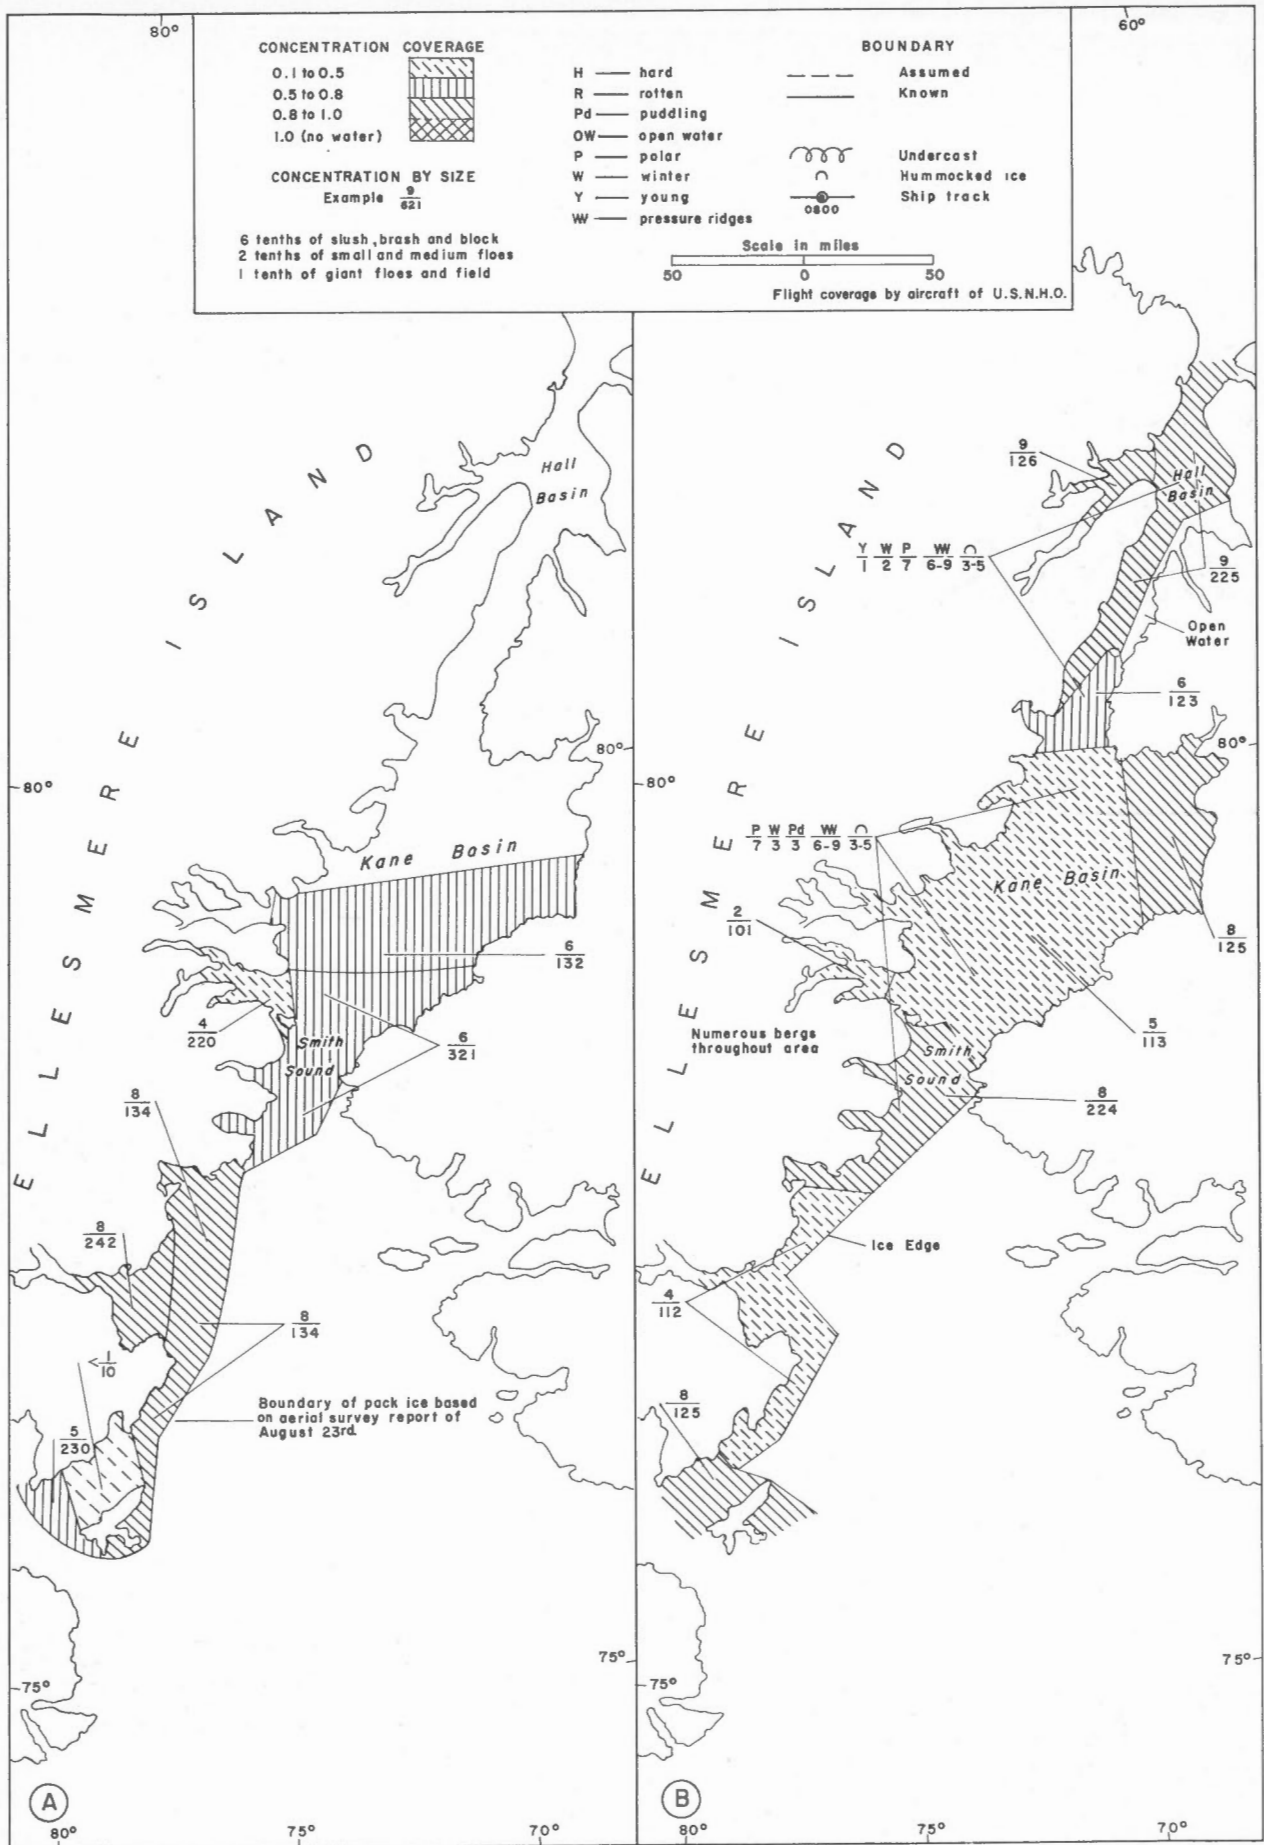 80°
60°
CONCENTRATION COVERAGE
0.1 to 0.5
0.5 to 0.8
0.8 to 1.0
1.0 (no water)
CONCENTRATION BY SIZE
Example 9/621
6 tenths of slush, brash and block
2 tenths of small and medium floes
1 tenth of giant floes and field
H — hard
R — rotten
Pd — puddling
OW — open water
P — polar
W — winter
Y — young
pressure ridges
BOUNDARY
Assumed
Known
Undercast
Hummocked ice
Ship track
0800
Scale in miles
50 0 50
Flight coverage by aircraft of U.S.N.H.O.
ELLESMERE ISLAND
Hall
Basin
80°
80°
Kane Basin
6/132
4/220
Smith
Sound
6/321
8/134
8/242
8/134
<1/10
Boundary of pack ice based
on aerial survey report of
August 23rd.
5/230
75°
75°
A
80° 75° 70°
ELLESMERE ISLAND
9/126
Hall
Basin
Y/1 W/2 P/7 6-9 3-5
9/225
Open
Water
6/123
80°
80°
P/7 W/3 Pd/3 6-9 3-5
Kane Basin
2/101
8/125
Numerous bergs
throughout area
5/113
Smith
Sound
8/224
Ice Edge
4/112
8/125
75°
75°
B
80° 75° 70°